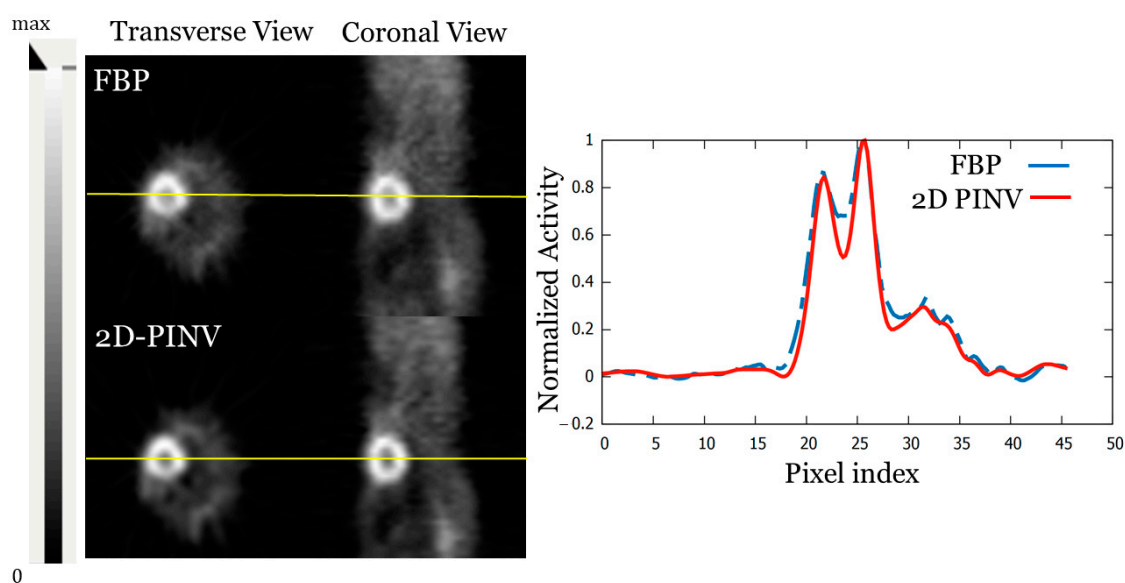 max
Transverse View
Coronal View
FBP
2D-PINV
0
Normalized Activity
1
0.8
0.6
0.4
0.2
0
−0.2
FBP
2D PINV
0
5
10
15
20
25
30
35
40
45
50
Pixel index